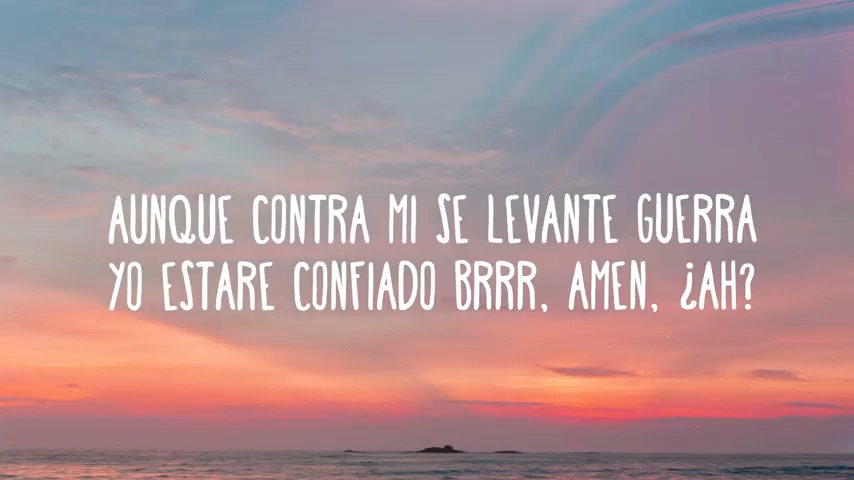 AUNQUE CONTRA MI SE LEVANTE GUERRA
YO ESTARE CONFIADO BRRR, AMEN, ¿AH?